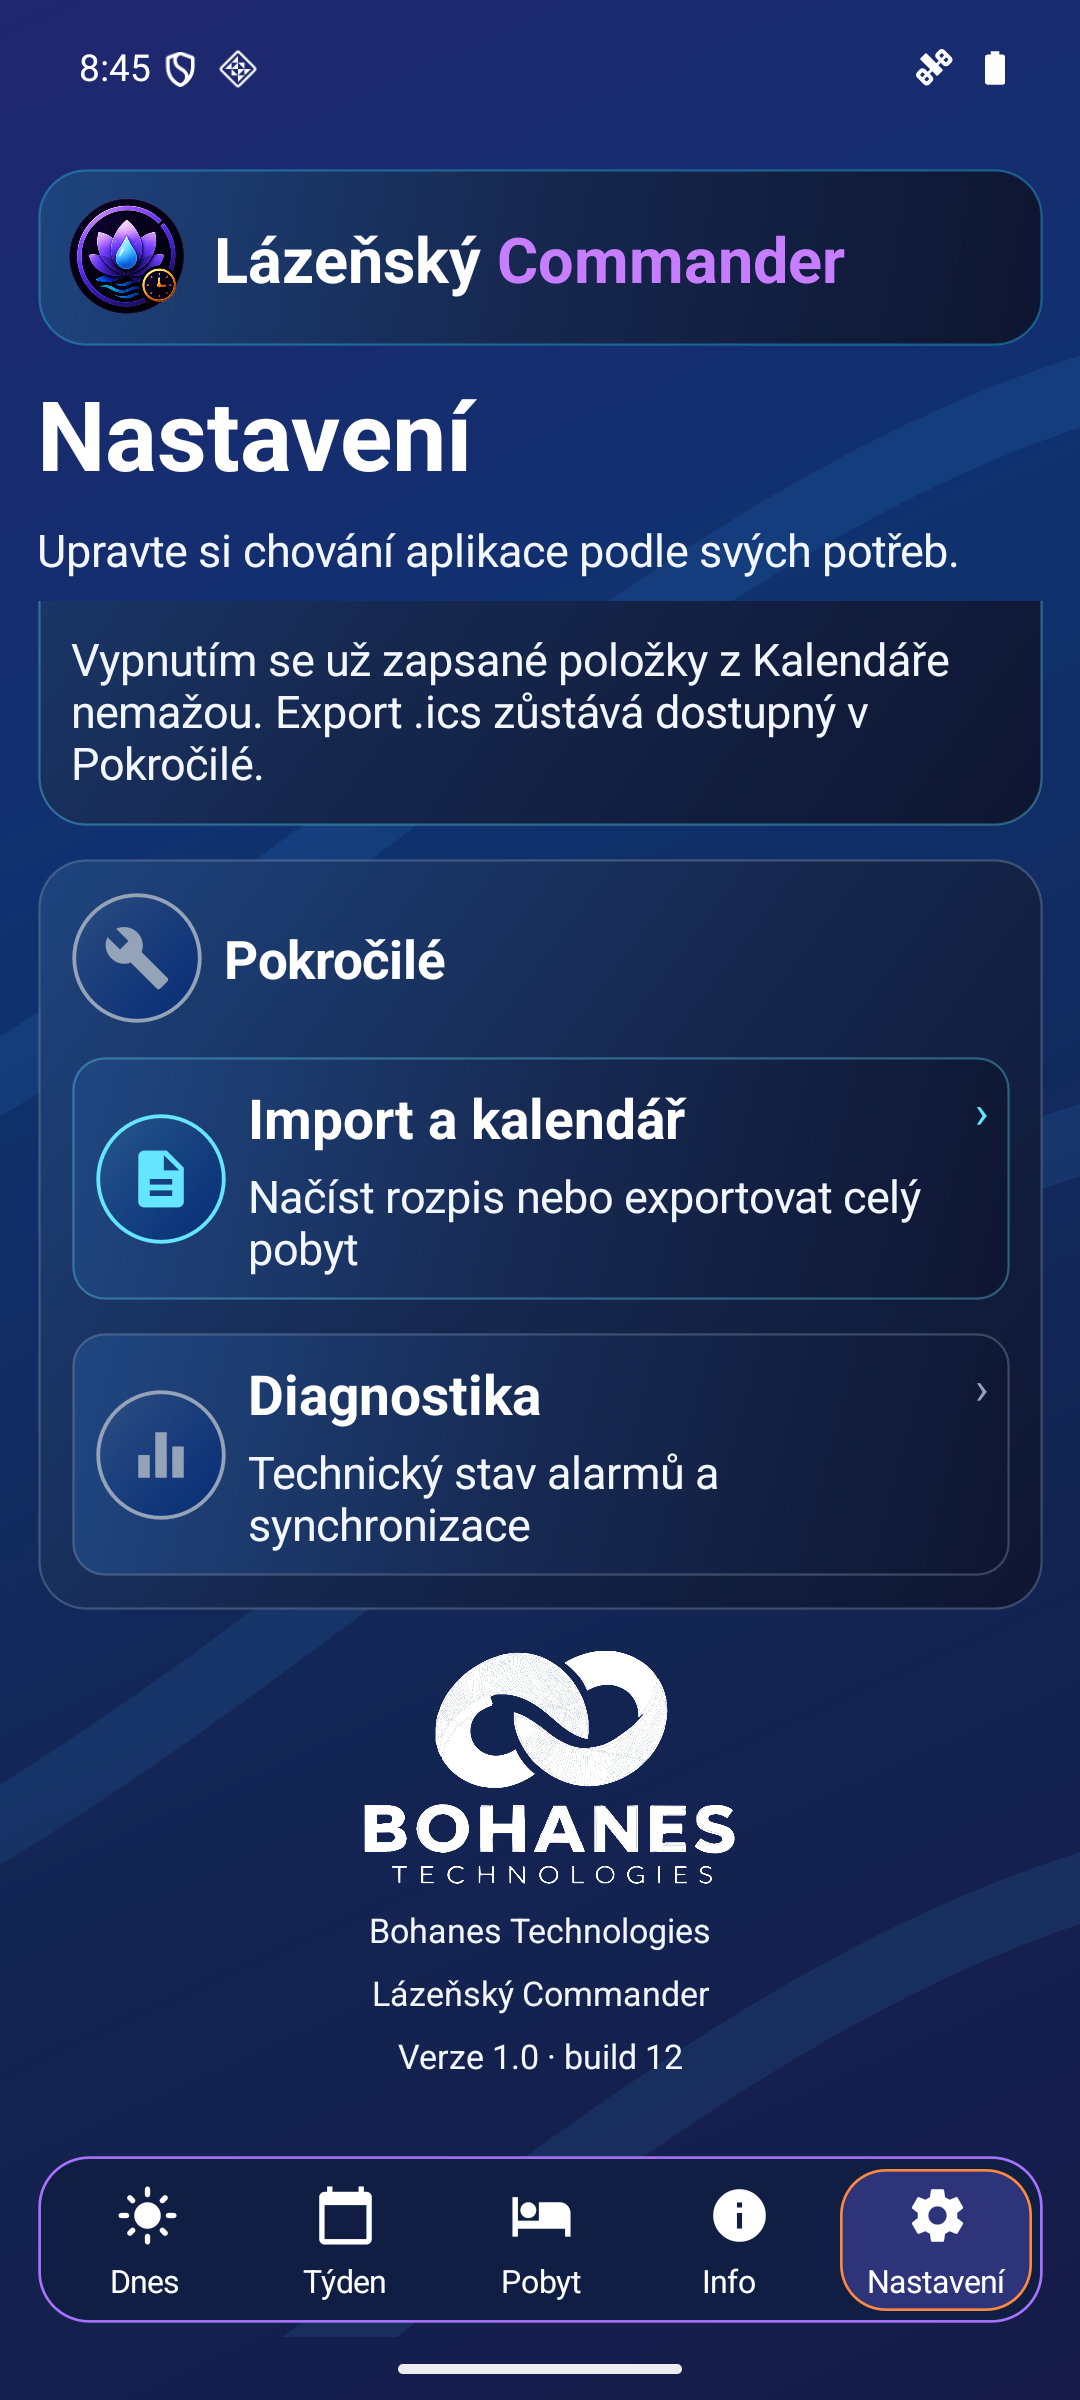 8:45
Lázeňský Commander
Nastavení
Upravte si chování aplikace podle svých potřeb.
Vypnutím se už zapsané položky z Kalendáře
nemažou. Export .ics zůstává dostupný v
Pokročilé.
Pokročilé
Import a kalendář
Načíst rozpis nebo exportovat celý
pobyt
Diagnostika
Technický stav alarmů a
synchronizace
BOHANES
TECHNOLOGIES
Bohanes Technologies
Lázeňský Commander
Verze 1.0 · build 12
Dnes Týden Pobyt Info Nastavení